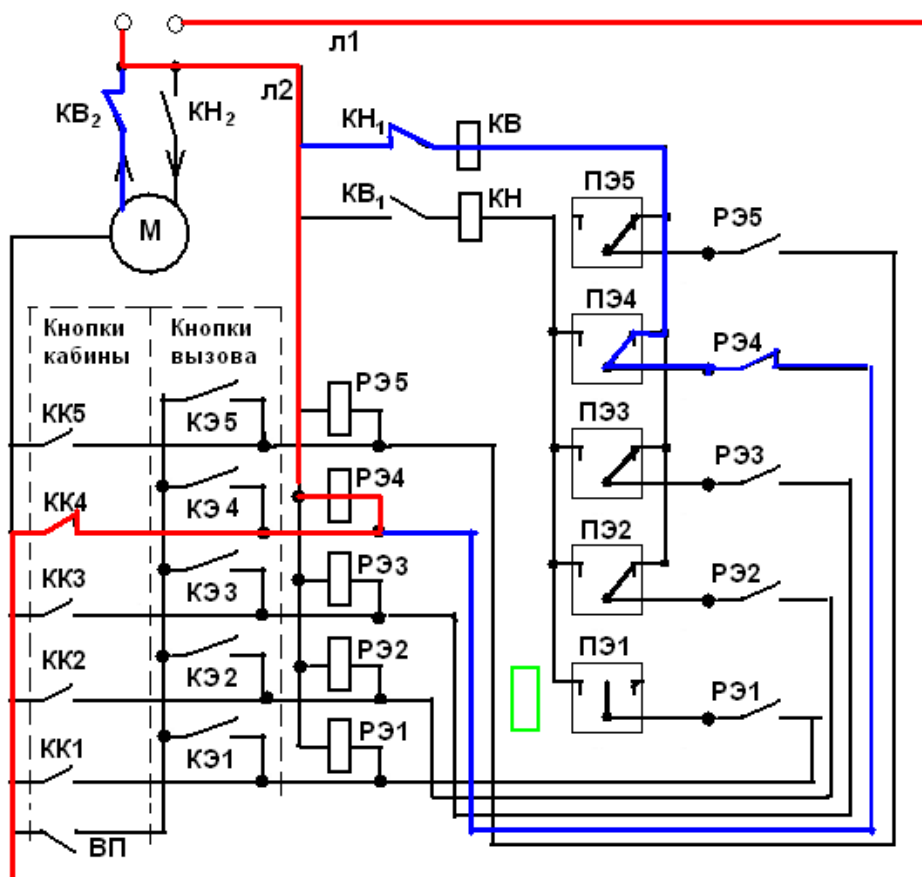 л1
л2
КВ₂
КН₂
КН₁
КВ
М
КВ₁
КН
ПЭ5
РЭ5
ПЭ4
РЭ4
Кнопки кабины
Кнопки вызова
РЭ5
КК5
КЭ5
ПЭ3
РЭ3
РЭ4
КК4
КЭ4
ПЭ2
РЭ2
КК3
КЭ3
РЭ3
КК2
КЭ2
РЭ2
ПЭ1
РЭ1
КК1
КЭ1
РЭ1
ВП